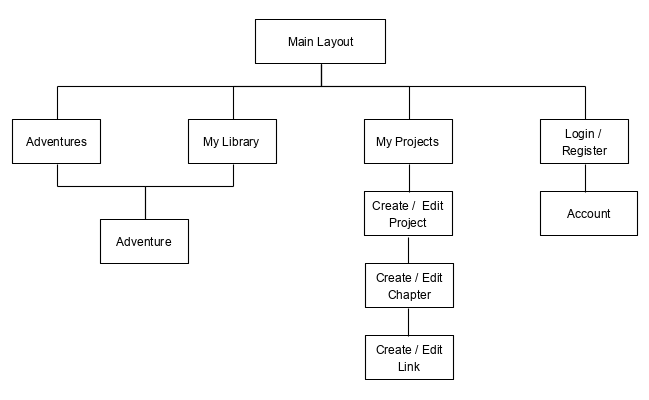 Main Layout
Adventures
My Library
My Projects
Login /
Register
Create /  Edit
Project
Account
Adventure
Create / Edit
Chapter
Create / Edit
Link